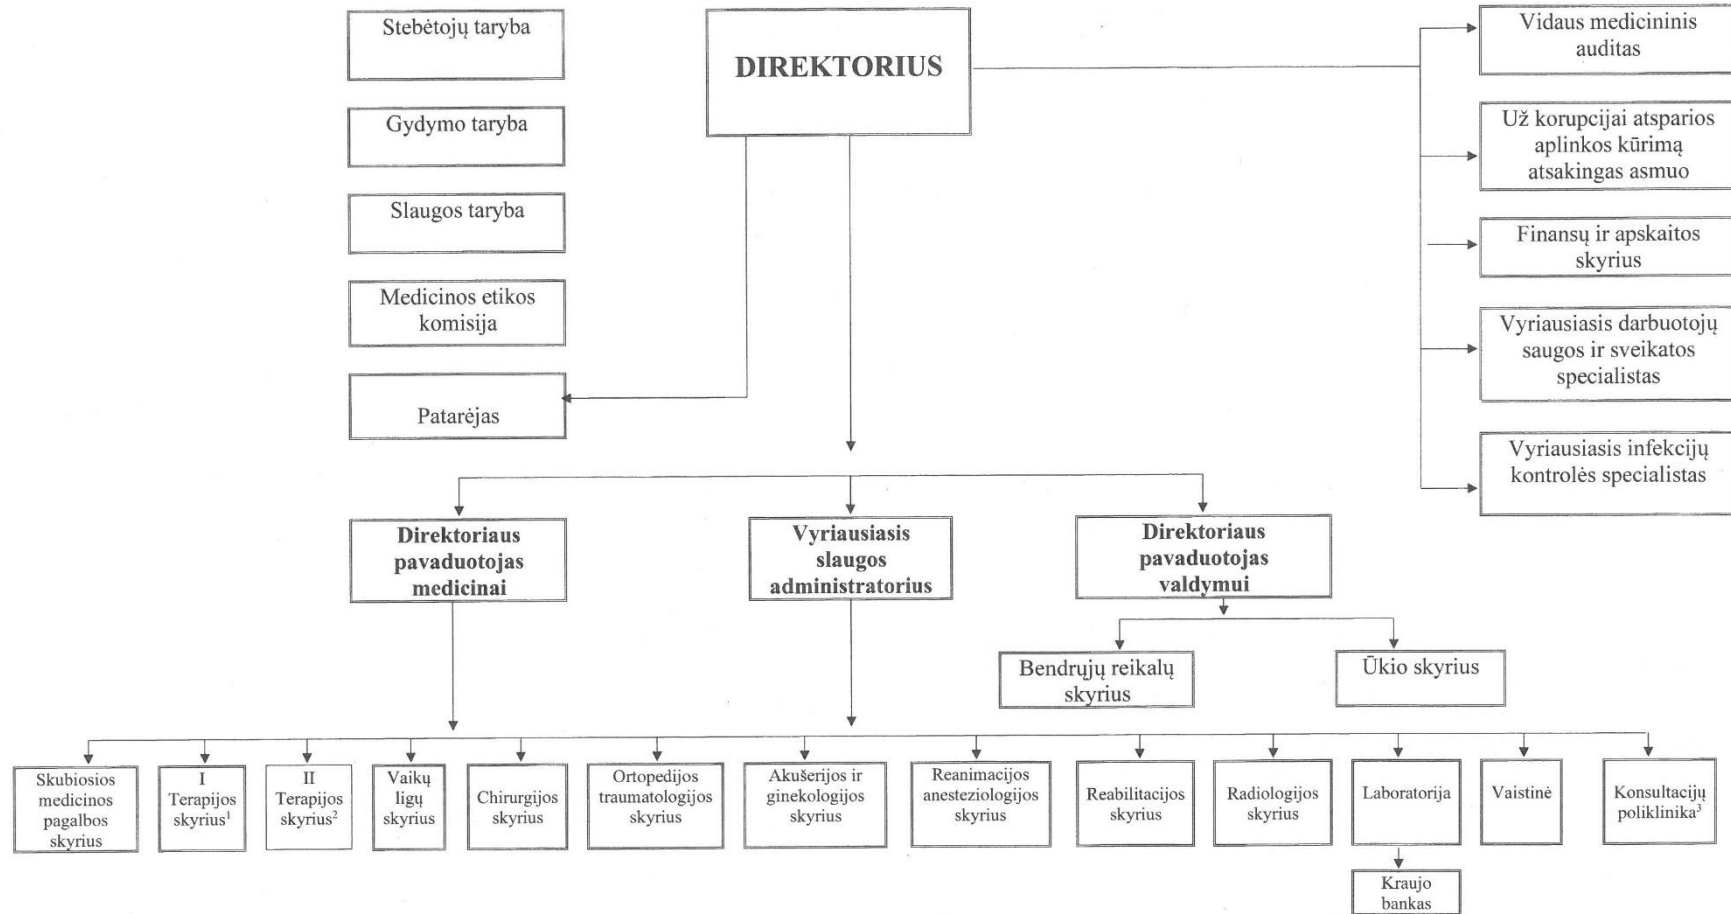 Stebėtojų taryba
Gydymo taryba
Slaugos taryba
Medicinos etikos
komisija
Patarėjas
DIREKTORIUS
Vidaus medicininis
auditas
Už korupcijai atsparios
aplinkos kūrimą
atsakingas asmuo
Finansų ir apskaitos
skyrius
Vyriausiasis darbuotojų
saugos ir sveikatos
specialistas
Vyriausiasis infekcijų
kontrolės specialistas
Direktoriaus
pavaduotojas
medicinai
Vyriausiasis
slaugos
administratorius
Direktoriaus
pavaduotojas
valdymui
Bendrųjų reikalų
skyrius
Ūkio skyrius
Skubiosios
medicinos
pagalbos
skyrius
I
Terapijos
skyrius¹
II
Terapijos
skyrius²
Vaikų
ligų
skyrius
Chirurgijos
skyrius
Ortopedijos
traumatologijos
skyrius
Akušerijos ir
ginekologijos
skyrius
Reanimacijos
anesteziologijos
skyrius
Reabilitacijos
skyrius
Radiologijos
skyrius
Laboratorija
Vaistinė
Konsultacijų
poliklinika³
Kraujo
bankas